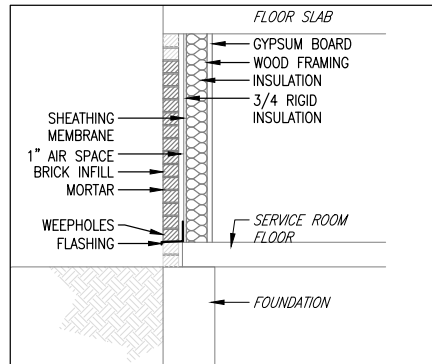 FLOOR SLAB
GYPSUM BOARD
WOOD FRAMING
INSULATION
3/4 RIGID
INSULATION
SHEATHING
MEMBRANE
1" AIR SPACE
BRICK INFILL
MORTAR
WEEPHOLES
FLASHING
SERVICE ROOM
FLOOR
FOUNDATION